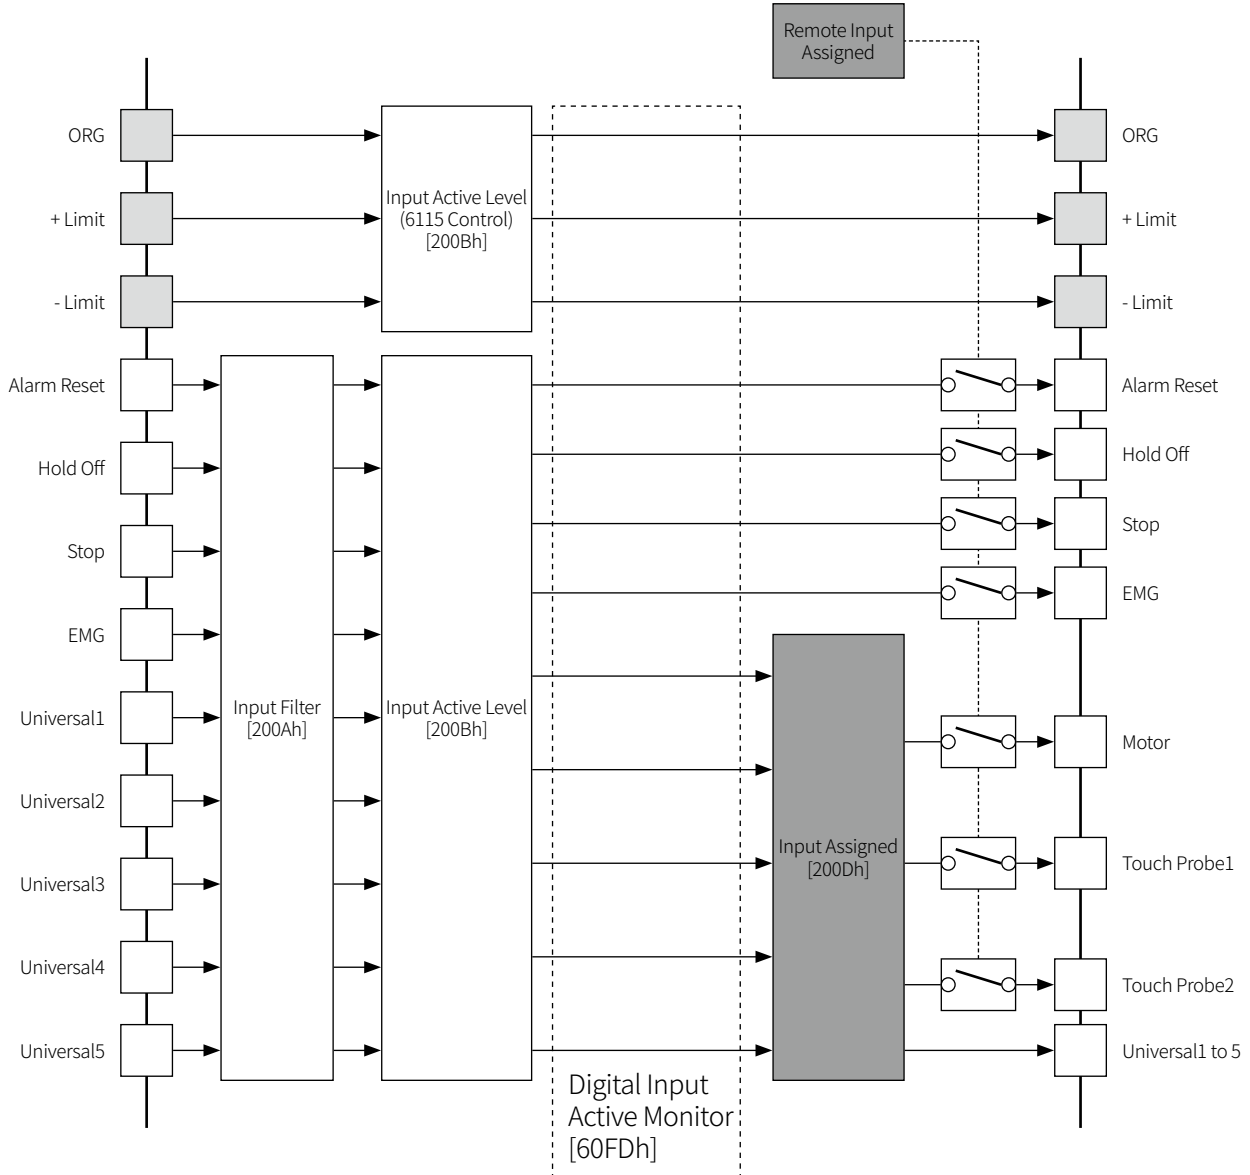 Remote Input
Assigned
ORG
+ Limit
- Limit
Alarm Reset
Hold Off
Stop
EMG
Universal1
Universal2
Universal3
Universal4
Universal5
Input Filter
[200Ah]
Input Active Level
(6115 Control)
[200Bh]
Input Active Level
[200Bh]
Digital Input
Active Monitor
[60FDh]
Input Assigned
[200Dh]
ORG
+ Limit
- Limit
Alarm Reset
Hold Off
Stop
EMG
Motor
Touch Probe1
Touch Probe2
Universal1 to 5